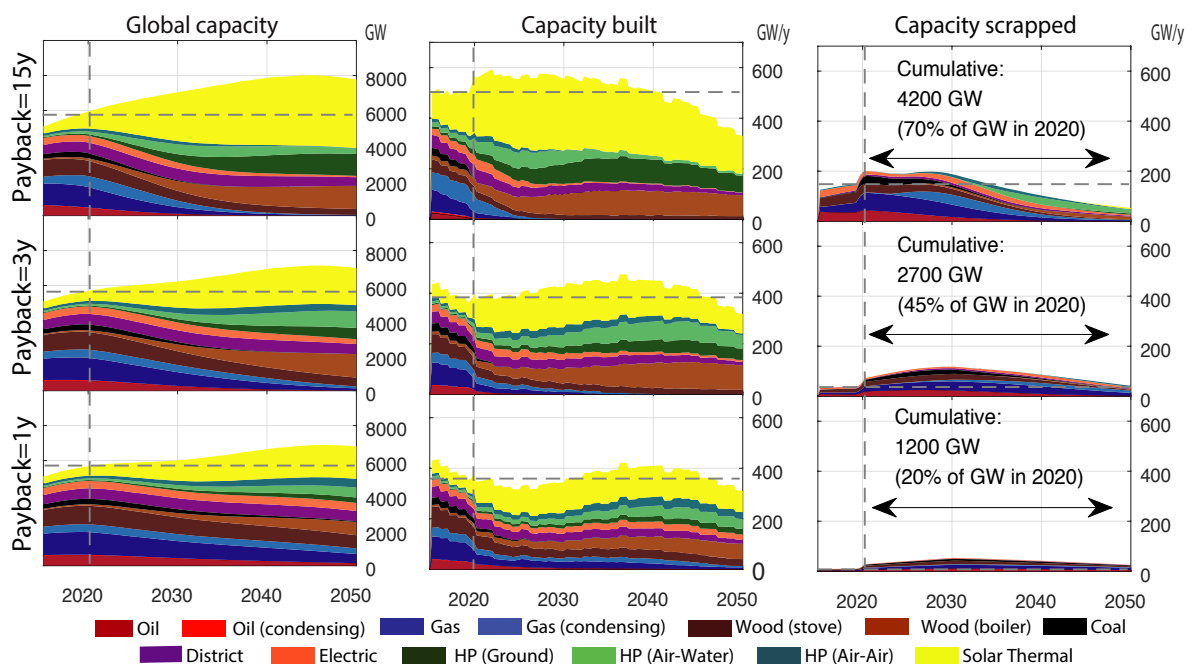 Global capacity
GW
Capacity built
GW/y
Capacity scrapped
GW/y
Payback=15y
8000
6000
4000
2000
0
600
400
200
0
Cumulative:
4200 GW
(70% of GW in 2020)
600
400
200
0
Payback=3y
8000
6000
4000
2000
0
600
400
200
0
Cumulative:
2700 GW
(45% of GW in 2020)
600
400
200
0
Payback=1y
8000
6000
4000
2000
0
600
400
200
0
Cumulative:
1200 GW
(20% of GW in 2020)
600
400
200
0
2020 2030 2040 2050
2020 2030 2040 2050
2020 2030 2040 2050
Oil Oil (condensing) Gas Gas (condensing) Wood (stove) Wood (boiler) Coal
District Electric HP (Ground) HP (Air-Water) HP (Air-Air) Solar Thermal